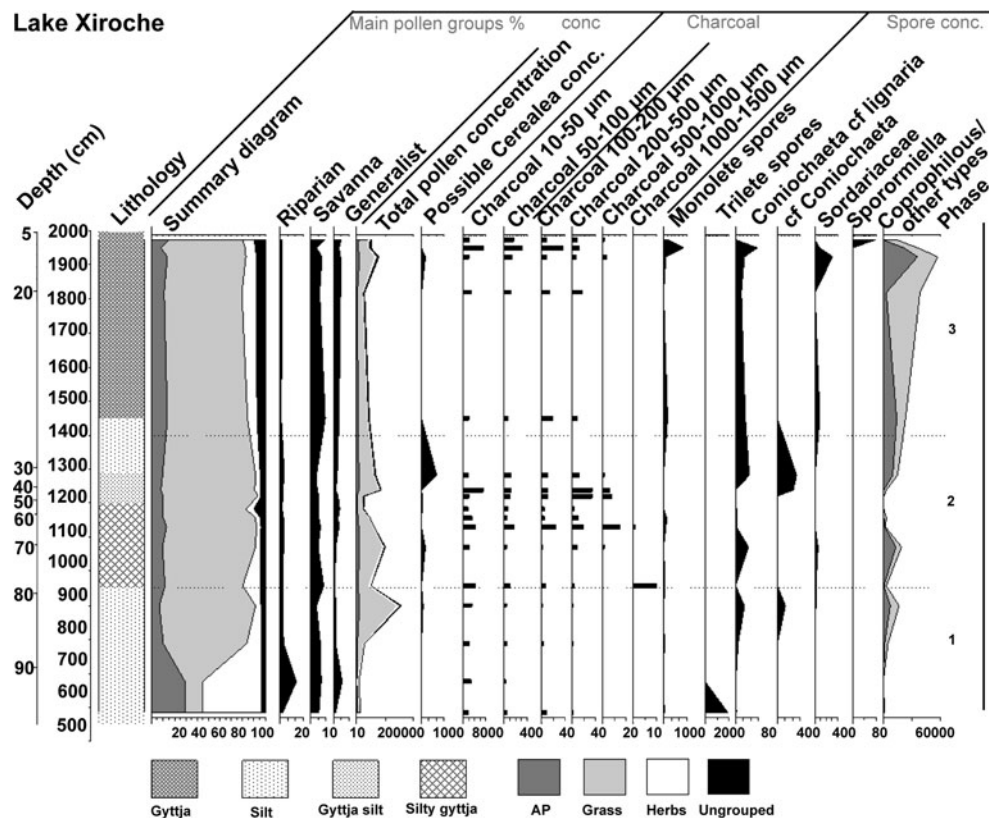 Lake Xiroche
Main pollen groups % conc Charcoal Spore conc.
Depth (cm)
Lithology
Summary diagram
Riparian
Savanna
Generalist
Total pollen concentration
Possible Cerealea conc.
Charcoal 10-50 µm
Charcoal 50-100 µm
Charcoal 100-200 µm
Charcoal 200-500 µm
Charcoal 500-1000 µm
Charcoal 1000-1500 µm
Monolete spores
Trilete spores
Coniochaeta cf lignaria
cf Coniochaeta
Sordariaceae
Sporormiella
Coprophilous/
other types
Phase
5 2000
1900
20 1800
1700 3
1600
1500
1400
30 1300
40 1200 2
50
60 1100
70 1000
80 900
800 1
700
90 600
500
20 40 60 80 100 20 10 10 200000 1000 8000 400 40 40 20 10 1000 2000 80 20 40 20 80 60000
Gyttja Silt Gyttja silt Silty gyttja AP Grass Herbs Ungrouped